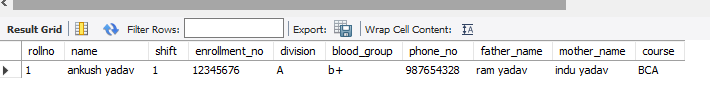 Result Grid Filter Rows: Export: Wrap Cell Content:
rollno name shift enrollment_no division blood_group phone_no father_name mother_name course
1 ankush yadav 1 12345676 A b+ 987654328 ram yadav indu yadav BCA